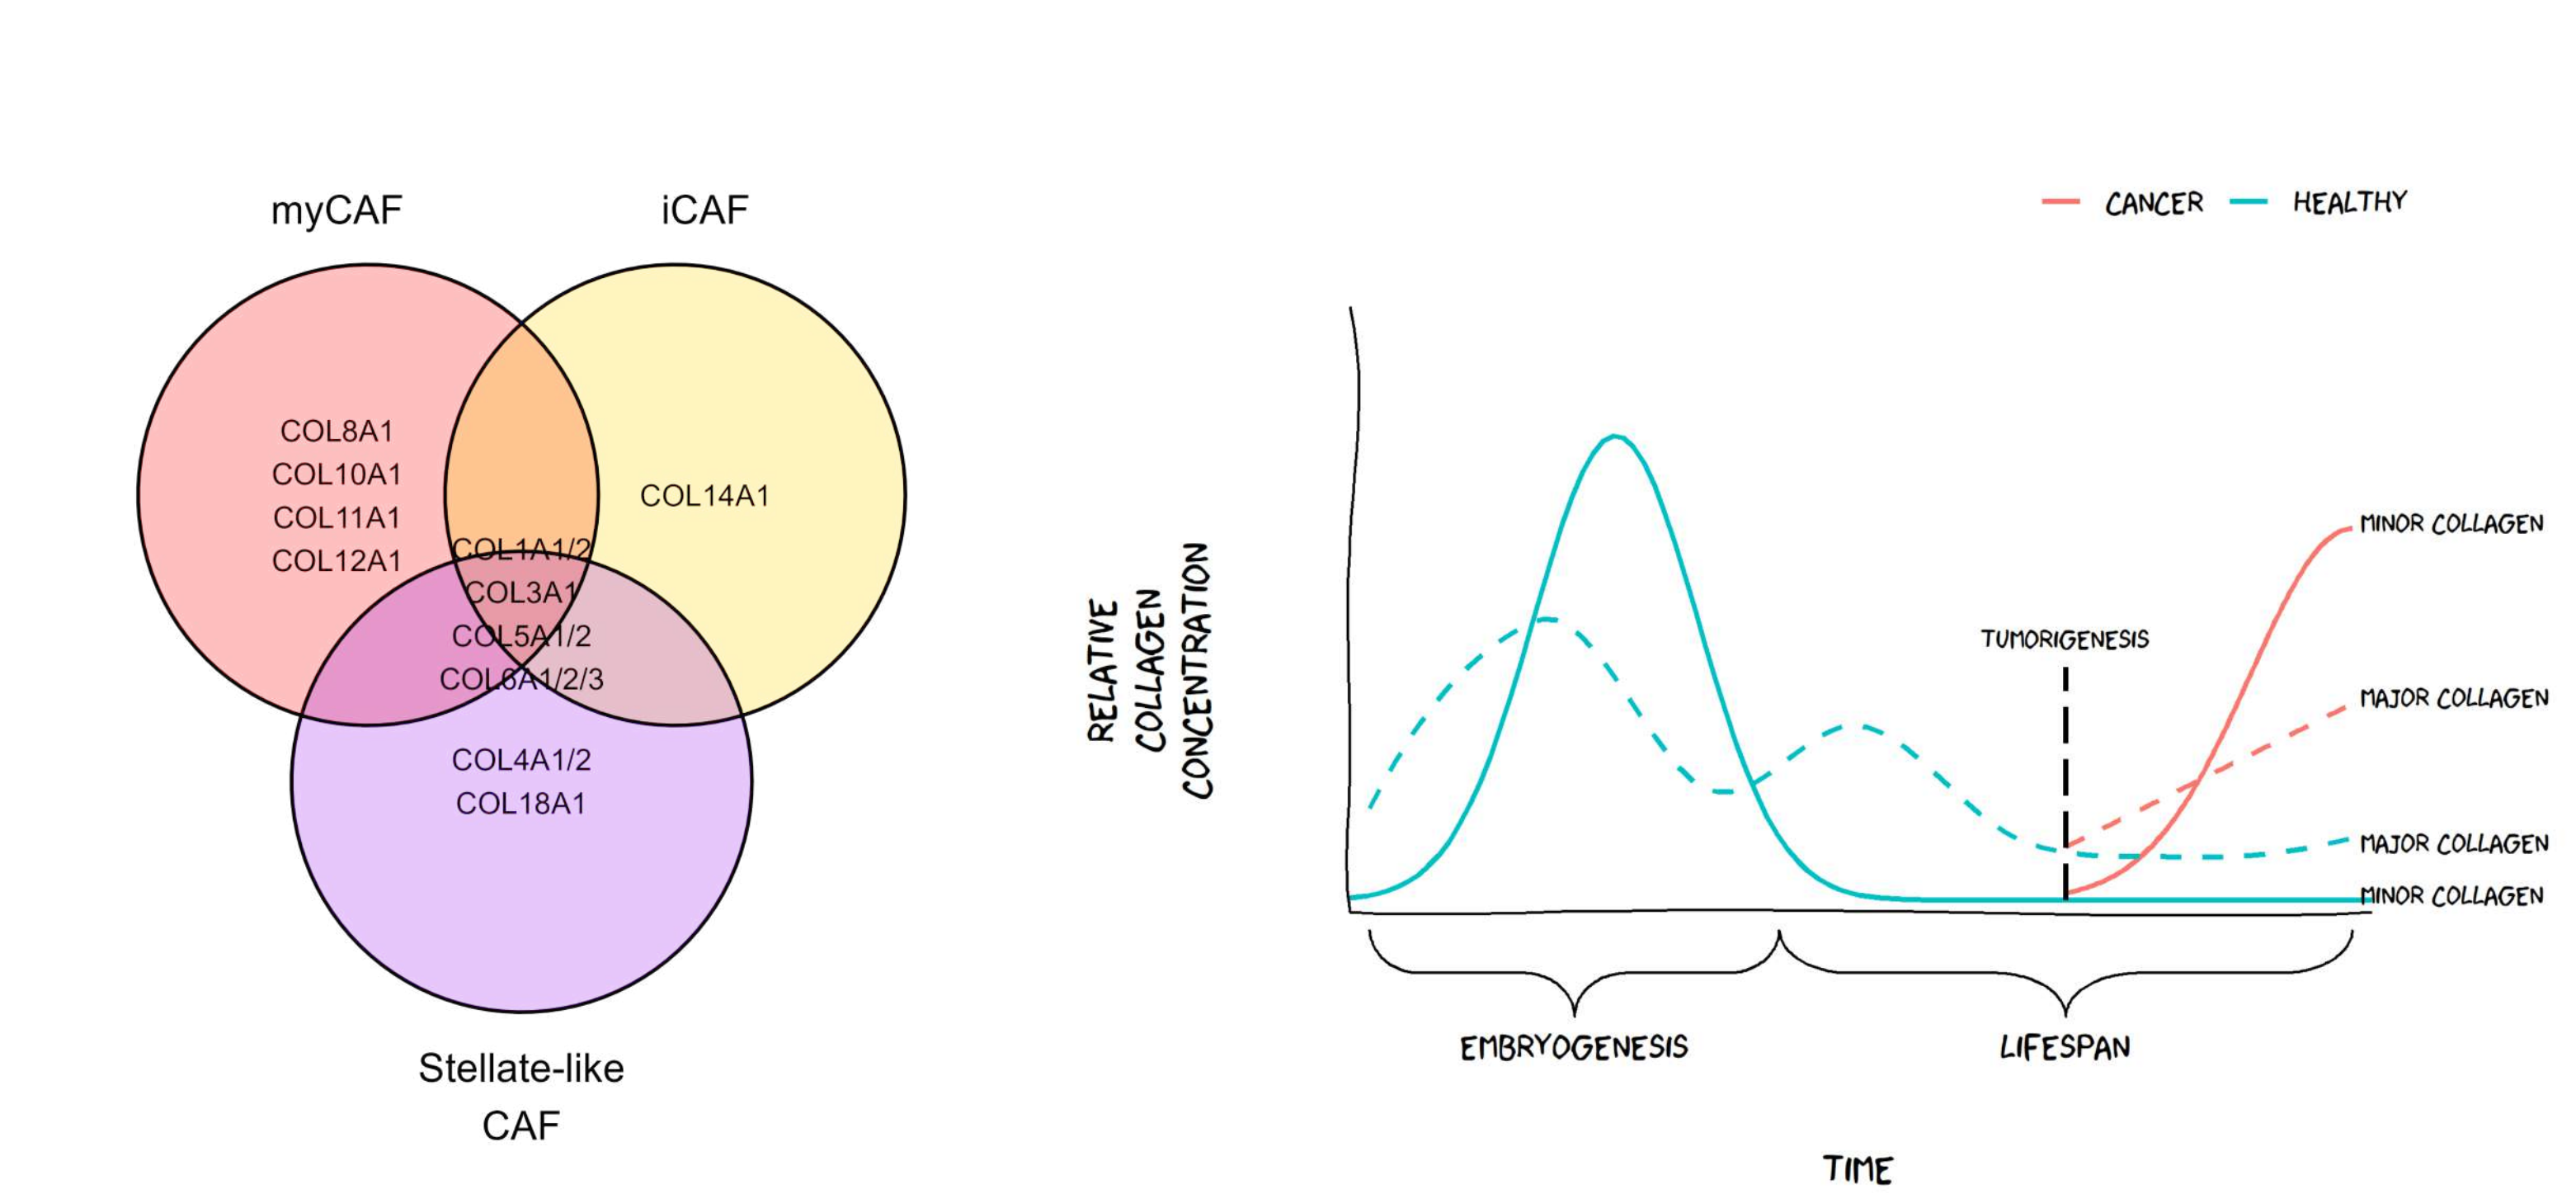 myCAF
iCAF
COL8A1
COL10A1
COL11A1
COL12A1
COL14A1
COL1A1/2
COL3A1
COL5A1/2
COL6A1/2/3
COL4A1/2
COL18A1
Stellate-like
CAF
CANCER
HEALTHY
RELATIVE
COLLAGEN
CONCENTRATION
TUMORIGENESIS
MINOR COLLAGEN
MAJOR COLLAGEN
MAJOR COLLAGEN
MINOR COLLAGEN
EMBRYOGENESIS
LIFESPAN
TIME